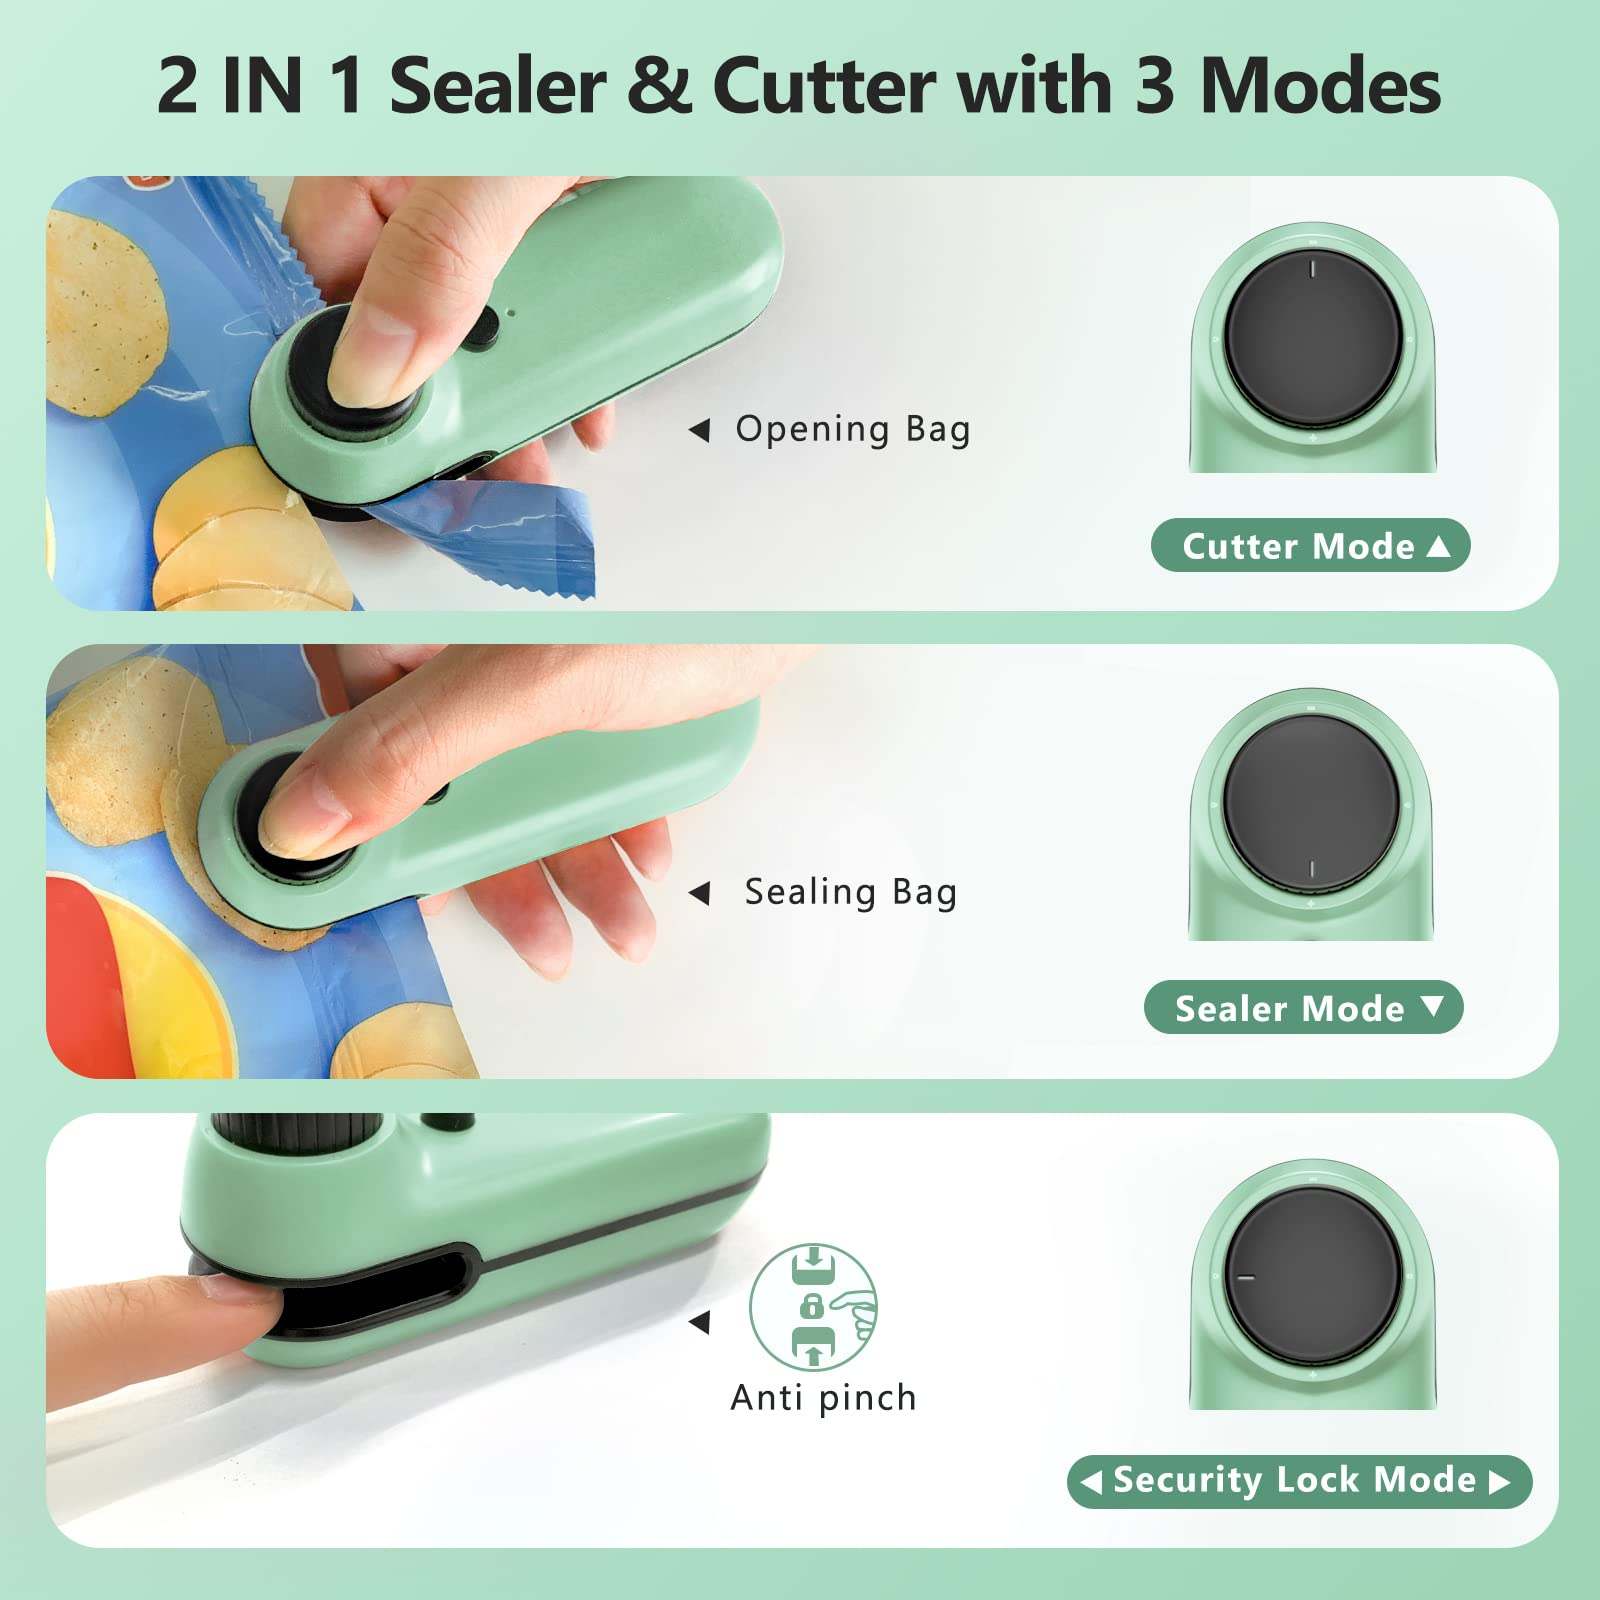 2 IN 1 Sealer & Cutter with 3 Modes
◀ Opening Bag
Cutter Mode ▲
◀ Sealing Bag
Sealer Mode ▼
◀ Anti pinch
◀ Security Lock Mode ▶